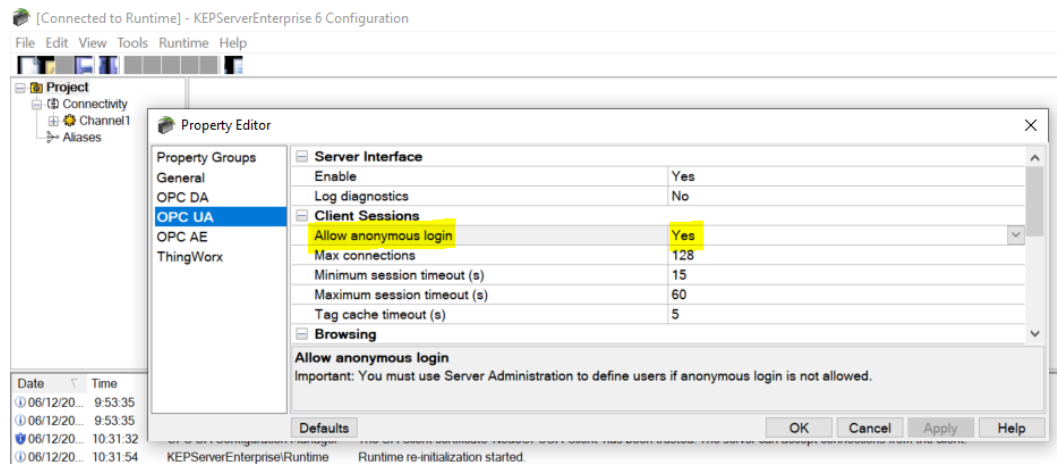 [Connected to Runtime] - KEPServerEnterprise 6 Configuration
File Edit View Tools Runtime Help
Project
Connectivity
Channel1
Aliases
Property Editor
Property Groups
General
OPC DA
OPC UA
OPC AE
ThingWorx
Server Interface
Enable Yes
Log diagnostics No
Client Sessions
Allow anonymous login Yes
Max connections 128
Minimum session timeout (s) 15
Maximum session timeout (s) 60
Tag cache timeout (s) 5
Browsing
Allow anonymous login
Important: You must use Server Administration to define users if anonymous login is not allowed.
Defaults OK Cancel Apply Help
Date Time
06/12/20... 9:53:35
06/12/20... 9:53:35
06/12/20... 10:31:32
06/12/20... 10:31:54 KEPServerEnterprise\Runtime Runtime re-initialization started.